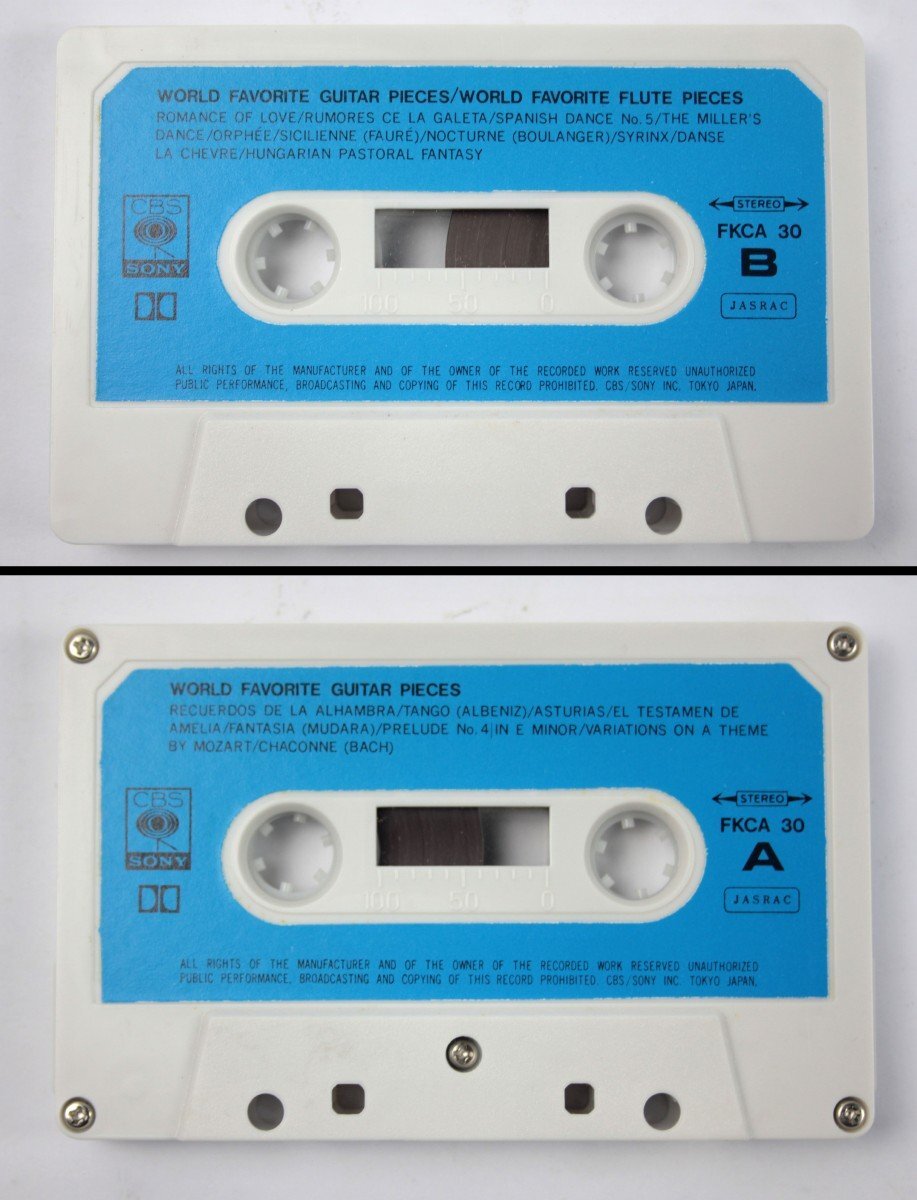 WORLD FAVORITE GUITAR PIECES/WORLD FAVORITE FLUTE PIECES
ROMANCE OF LOVE/RUMORES CE LA GALETA/SPANISH DANCE No. 5/THE MILLER'S
DANCE/ORPHÉE/SICILIENNE (FAURÉ)/NOCTURNE (BOULANGER)/SYRINX/DANSE
LA CHEVRE/HUNGARIAN PASTORAL FANTASY
CBS
SONY
STEREO
FKCA 30
B
JASRAC
100 50 0
ALL RIGHTS OF THE MANUFACTURER AND OF THE OWNER OF THE RECORDED WORK RESERVED UNAUTHORIZED
PUBLIC PERFORMANCE, BROADCASTING AND COPYING OF THIS RECORD PROHIBITED. CBS/SONY INC. TOKYO JAPAN.
WORLD FAVORITE GUITAR PIECES
RECUERDOS DE LA ALHAMBRA/TANGO (ALBENIZ)/ASTURIAS/EL TESTAMEN DE
AMELIA/FANTASIA (MUDARA)/PRELUDE No. 4 IN E MINOR/VARIATIONS ON A THEME
BY MOZART/CHACONNE (BACH)
CBS
SONY
STEREO
FKCA 30
A
JASRAC
100 50 0
ALL RIGHTS OF THE MANUFACTURER AND OF THE OWNER OF THE RECORDED WORK RESERVED UNAUTHORIZED
PUBLIC PERFORMANCE, BROADCASTING AND COPYING OF THIS RECORD PROHIBITED. CBS/SONY INC. TOKYO JAPAN.